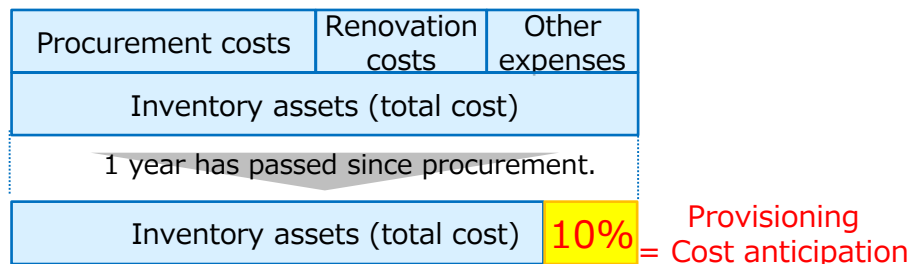 Procurement costs
Renovation
costs
Other
expenses
Inventory assets (total cost)
1 year has passed since procurement.
Inventory assets (total cost)
10%
Provisioning
= Cost anticipation